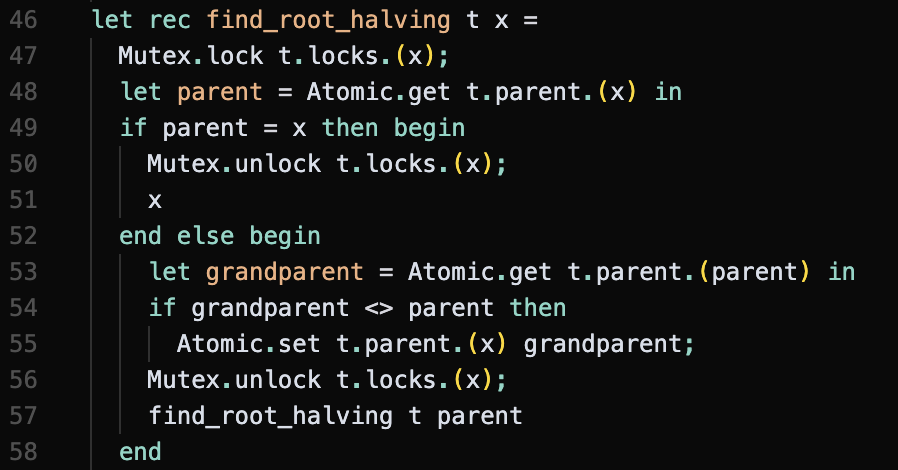 46 let rec find_root_halving t x =
47 Mutex.lock t.locks.(x);
48 let parent = Atomic.get t.parent.(x) in
49 if parent = x then begin
50 Mutex.unlock t.locks.(x);
51 x
52 end else begin
53 let grandparent = Atomic.get t.parent.(parent) in
54 if grandparent <> parent then
55 Atomic.set t.parent.(x) grandparent;
56 Mutex.unlock t.locks.(x);
57 find_root_halving t parent
58 end